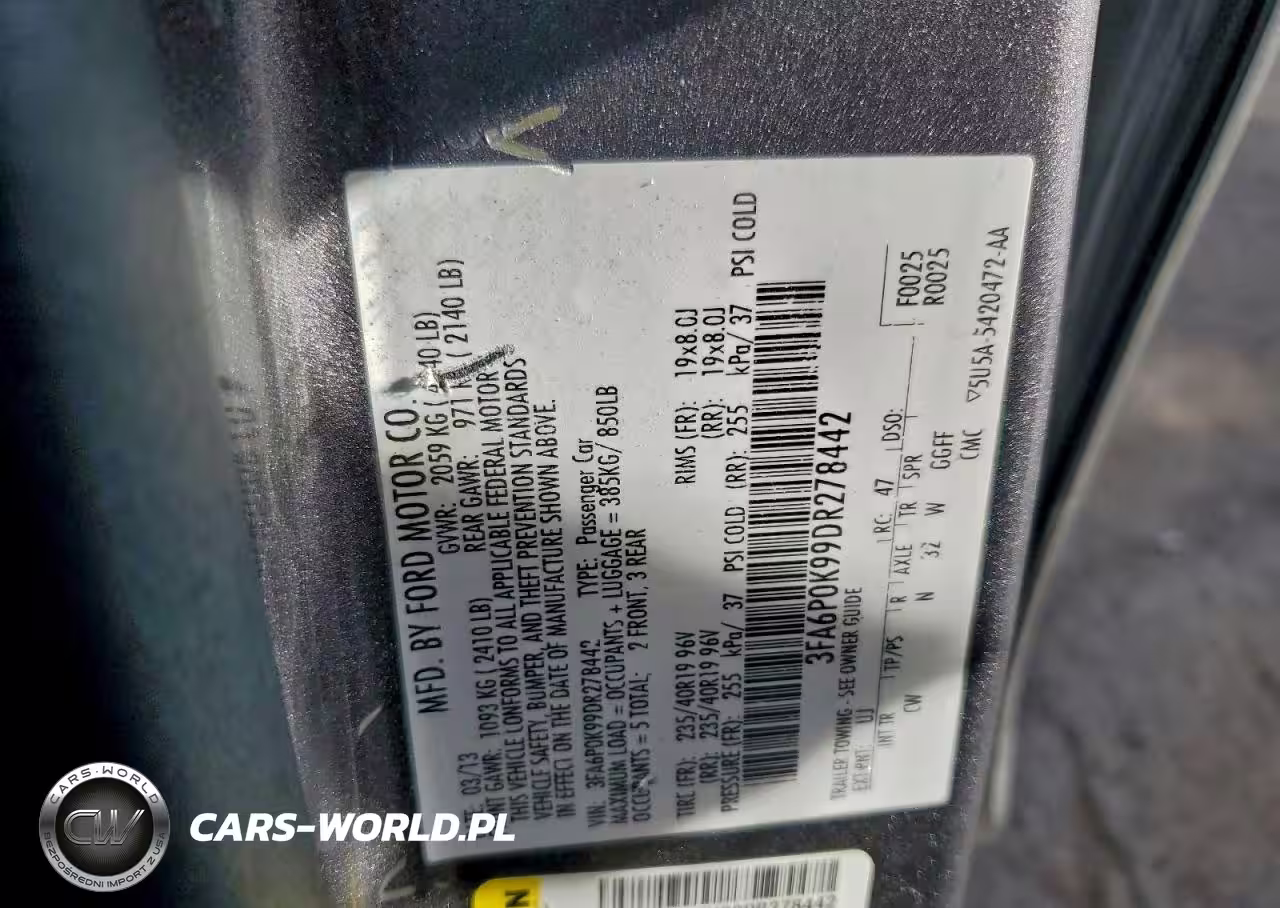 MFD. BY FORD MOTOR CO.
03/13 GVWR: 2059 KG ( 40 LB)
GAWR: 1093 KG ( 2410 LB) REAR GAWR: 971 ( 2140 LB)
THIS VEHICLE CONFORMS TO ALL APPLICABLE FEDERAL MOTOR
VEHICLE SAFETY, BUMPER, AND THEFT PREVENTION STANDARDS
IN EFFECT ON THE DATE OF MANUFACTURE SHOWN ABOVE.
VIN: 3FA6P0K99DR278442 TYPE: Passenger Car
MAXIMUM LOAD = OCCUPANTS + LUGGAGE = 385KG/ 850LB
OCCUPANTS = 5 TOTAL: 2 FRONT, 3 REAR
TIRE (FR): 235/40R19 96V RIMS (FR): 19x8.0J
(RR): 235/40R19 96V (RR): 19x8.0J
PRESSURE (FR): 255 kPa/ 37 PSI COLD (RR): 255 kPa/ 37 PSI COLD
3FA6P0K99DR278442
TRAILER TOWING - SEE OWNER GUIDE
EXT PNT: UJ RC: 47 DSO: F0025
R0025
INT TR TP/PS R AXLE TR SPR
CW N 32 W GGFF
CMC
▽5U5A-5420472-AA
CARS-WORLD
CW
BEZPOŚREDNI IMPORT Z USA
CARS-WORLD.PL